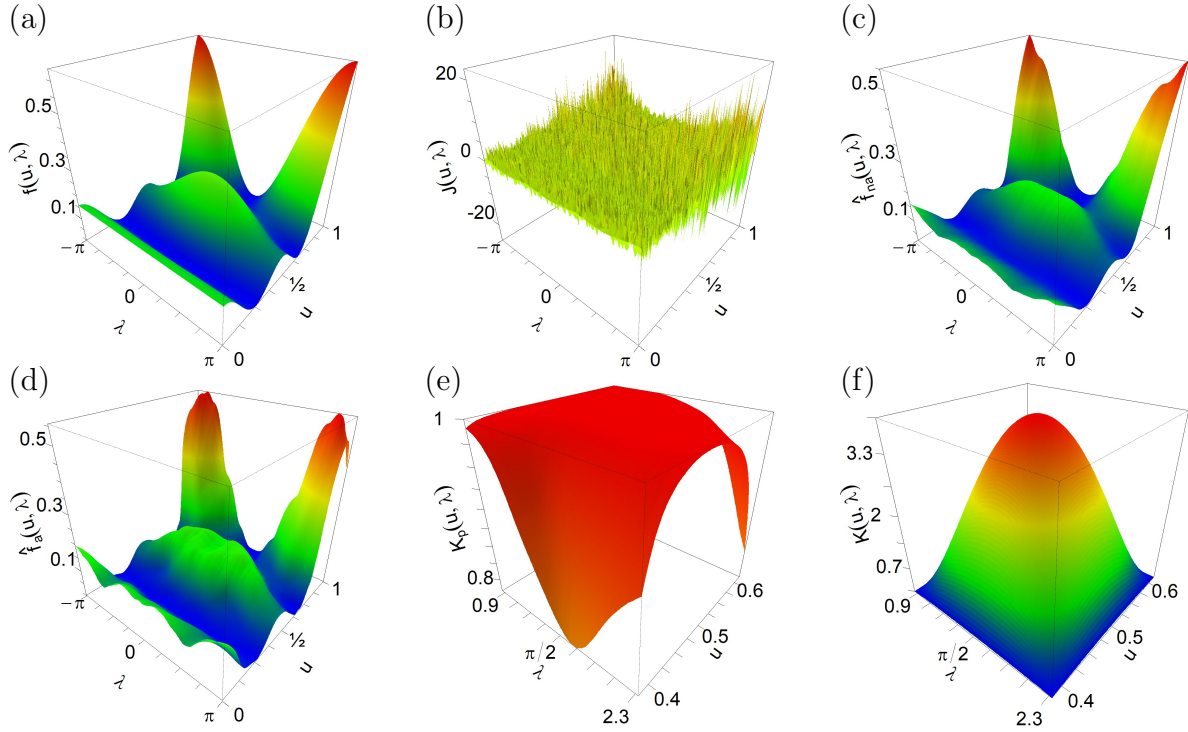 (a)
f(u, λ)
0.5
0.3
0.1
−π
0
π
λ
0
½
1
u
(b)
J(u, λ)
20
0
-20
−π
0
π
λ
0
½
1
u
(c)
f̂na(u, λ)
0.5
0.3
0.1
−π
0
π
λ
0
½
1
u
(d)
f̂a(u, λ)
0.5
0.3
0.1
−π
0
π
λ
0
½
1
u
(e)
Kp(u, λ)
1
0.8
0.9
π/2
2.3
λ
0.4
0.5
0.6
u
(f)
K(u, λ)
3.3
2
0.7
0.9
π/2
2.3
λ
0.4
0.5
0.6
u